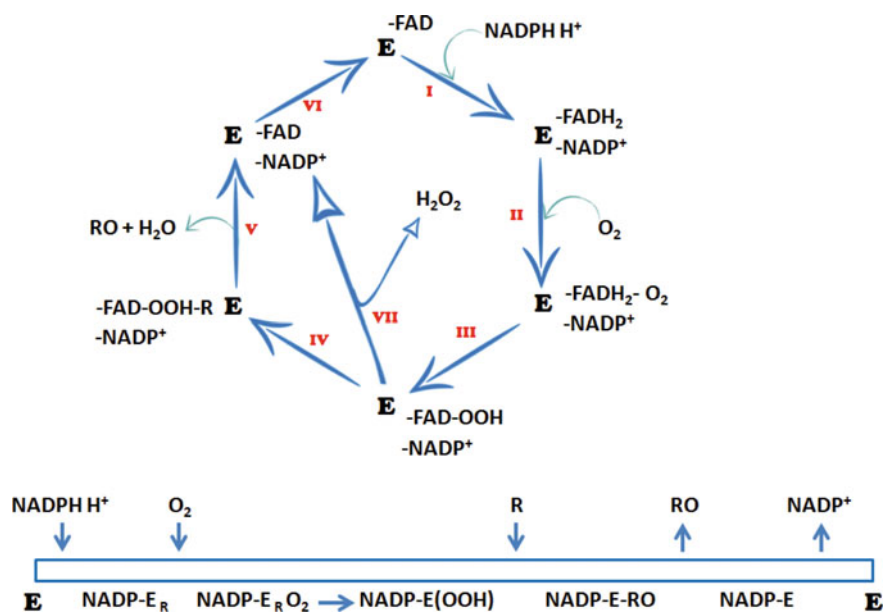 -FAD
E
NADPH H⁺
I
VI
E
-FAD
-NADP⁺
E
-FADH₂
-NADP⁺
H₂O₂
II
O₂
RO + H₂O
V
-FAD-OOH-R
E
-NADP⁺
E
-FADH₂- O₂
-NADP⁺
IV
VII
III
E
-FAD-OOH
-NADP⁺
NADPH H⁺ O₂ R RO NADP⁺
E NADP-E_R NADP-E_R O₂ NADP-E(OOH) NADP-E-RO NADP-E E